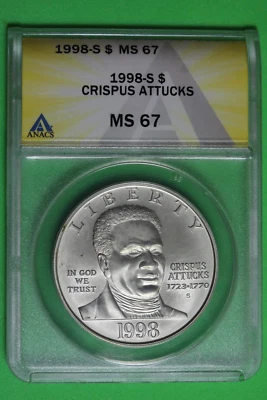 1998-S $ MS 67
1998-S $
CRISPUS ATTUCKS
MS 67
ANACS
LIBERTY
IN GOD
WE
TRUST
CRISPUS
ATTUCKS
1723-1770
S
1998